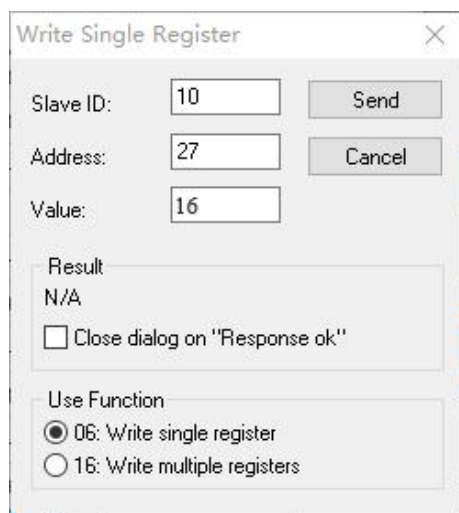 Write Single Register
Slave ID: 10 Send
Address: 27 Cancel
Value: 16
Result
N/A
Close dialog on "Response ok"
Use Function
06: Write single register
16: Write multiple registers